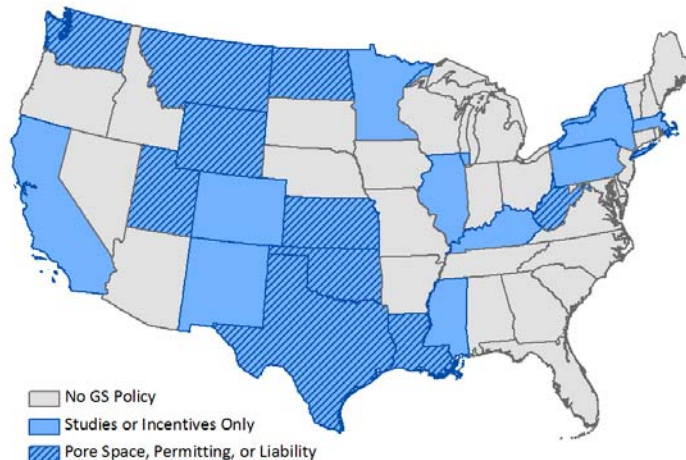 No GS Policy
Studies or Incentives Only
Pore Space, Permitting, or Liability